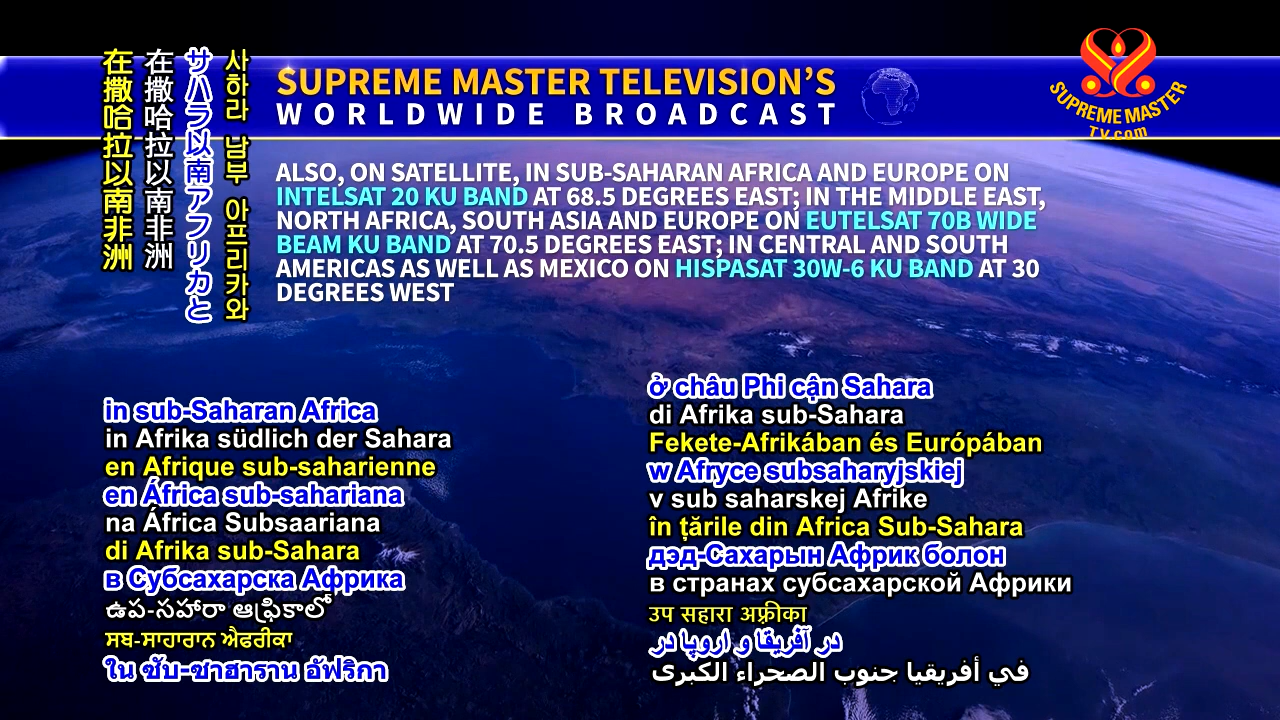 在撒哈拉以南非洲
在撒哈拉以南非洲
サハラ以南アフリカと
사하라 남부 아프리카와
SUPREME MASTER TELEVISION’S
WORLDWIDE BROADCAST
SUPREME MASTER
TV.com
ALSO, ON SATELLITE, IN SUB-SAHARAN AFRICA AND EUROPE ON
INTELSAT 20 KU BAND AT 68.5 DEGREES EAST; IN THE MIDDLE EAST,
NORTH AFRICA, SOUTH ASIA AND EUROPE ON EUTELSAT 70B WIDE
BEAM KU BAND AT 70.5 DEGREES EAST; IN CENTRAL AND SOUTH
AMERICAS AS WELL AS MEXICO ON HISPASAT 30W-6 KU BAND AT 30
DEGREES WEST
in sub-Saharan Africa
in Afrika südlich der Sahara
en Afrique sub-saharienne
en África sub-sahariana
na África Subsaariana
di Afrika sub-Sahara
в Субсахарска Африка
ఉప-సహారా ఆఫ్రికాలో
ਸਬ-ਸਾਹਾਰਾਨ ਐਫਰੀਕਾ
ใน ซับ-ซาฮาราน อัฟริกา
ở châu Phi cận Sahara
di Afrika sub-Sahara
Fekete-Afrikában és Európában
w Afryce subsaharyjskiej
v sub saharskej Afrike
în țările din Africa Sub-Sahara
дэд-Сахарын Африк болон
в странах субсахарской Африки
उप सहारा अफ़्रीका
در آفریقا و اروپا در
في أفريقيا جنوب الصحراء الكبرى